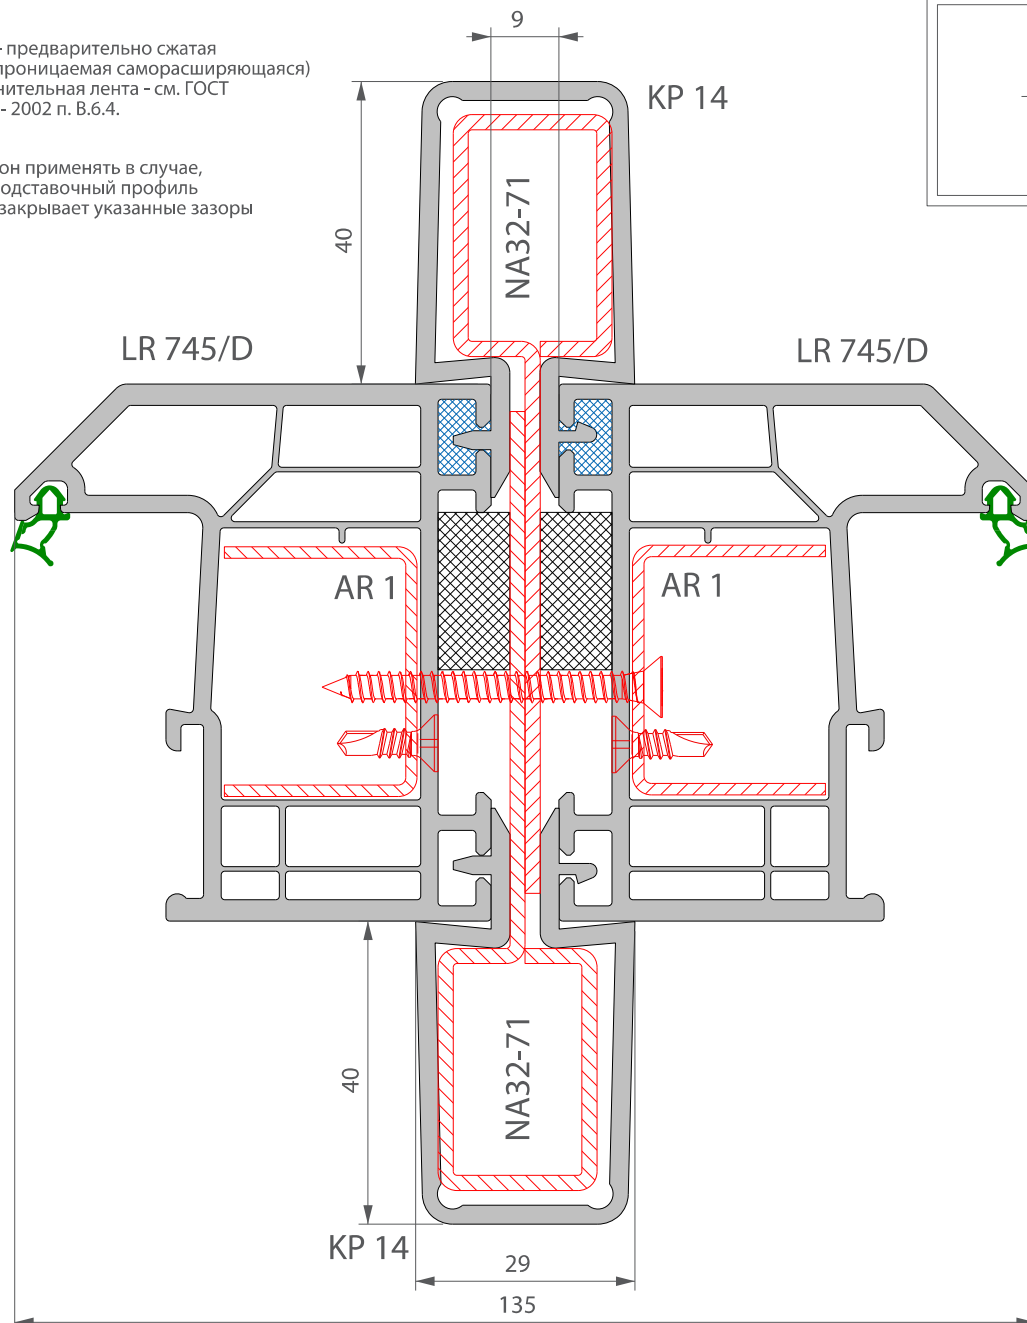 - предварительно сжатая
проницаемая саморасширяющаяся)
нительная лента - см. ГОСТ
- 2002 п. В.6.4.
он применять в случае,
одставочный профиль
закрывает указанные зазоры
9
KP 14
40
NA32-71
LR 745/D
LR 745/D
AR 1
AR 1
40
NA32-71
KP 14
29
135